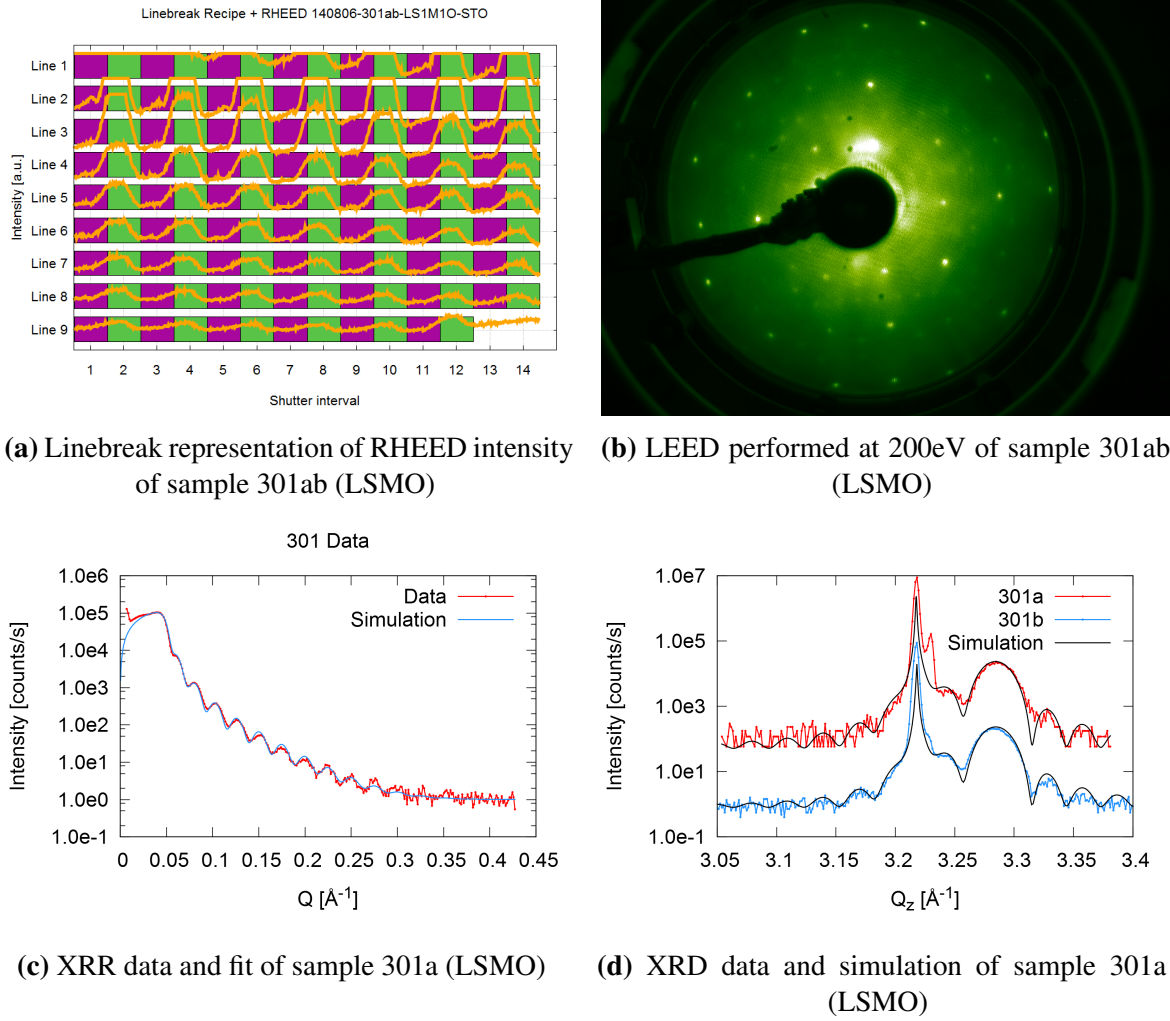 Linebreak Recipe + RHEED 140806-301ab-LS1M1O-STO
Intensity [a.u.]
Line 1
Line 2
Line 3
Line 4
Line 5
Line 6
Line 7
Line 8
Line 9
1 2 3 4 5 6 7 8 9 10 11 12 13 14
Shutter interval
(a) Linebreak representation of RHEED intensity
of sample 301ab (LSMO)
(b) LEED performed at 200eV of sample 301ab
(LSMO)
301 Data
Intensity [counts/s]
1.0e6
1.0e5
1.0e4
1.0e3
1.0e2
1.0e1
1.0e0
1.0e-1
Data
Simulation
0 0.05 0.1 0.15 0.2 0.25 0.3 0.35 0.4 0.45
Q [Å-1]
(c) XRR data and fit of sample 301a (LSMO)
Intensity [counts/s]
1.0e7
1.0e5
1.0e3
1.0e1
1.0e-1
301a
301b
Simulation
3.05 3.1 3.15 3.2 3.25 3.3 3.35 3.4
Qz [Å-1]
(d) XRD data and simulation of sample 301a
(LSMO)